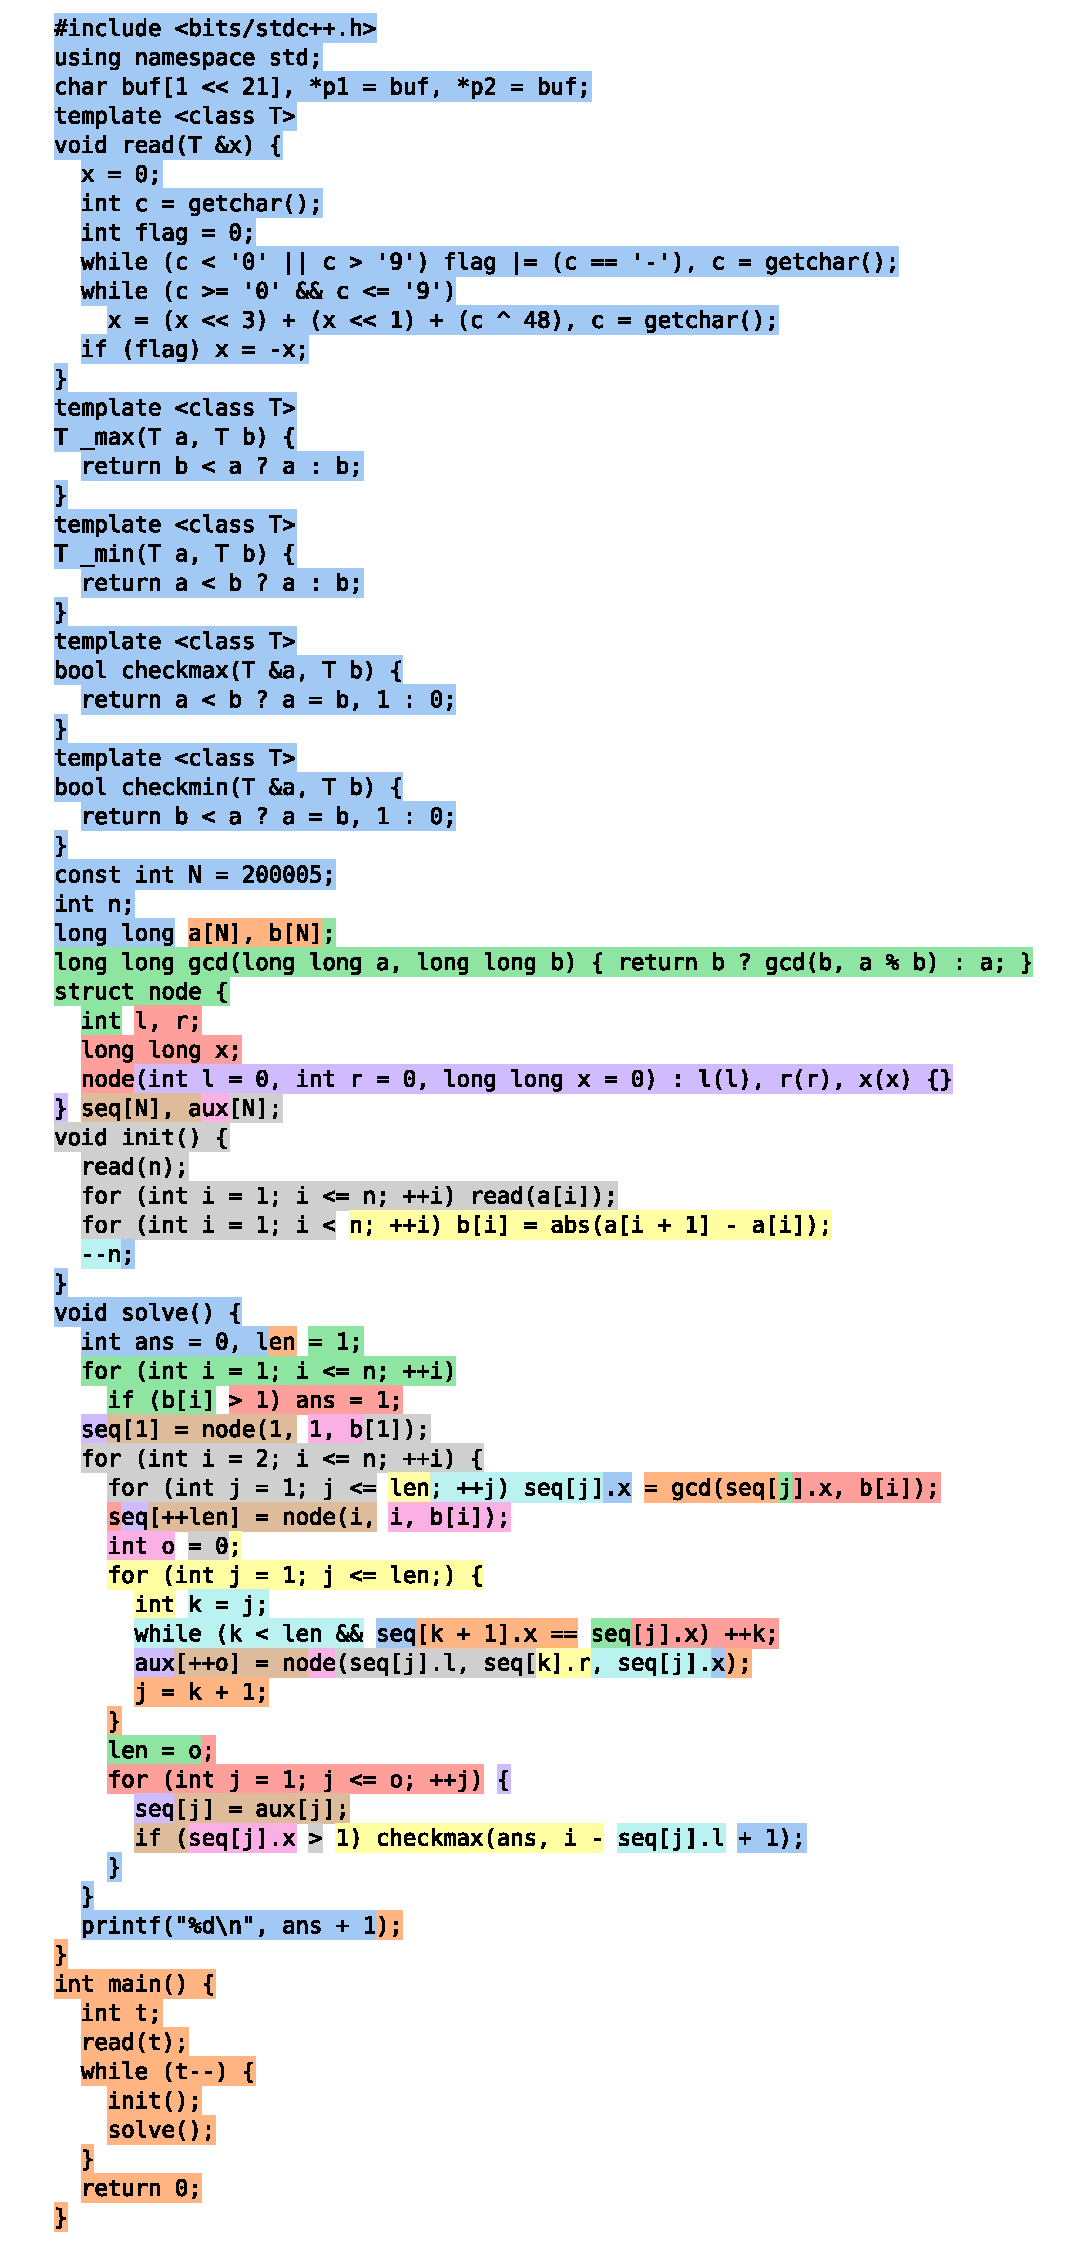 #include <bits/stdc++.h>
using namespace std;
char buf[1 << 21], *p1 = buf, *p2 = buf;
template <class T>
void read(T &x) {
  x = 0;
  int c = getchar();
  int flag = 0;
  while (c < '0' || c > '9') flag |= (c == '-'), c = getchar();
  while (c >= '0' && c <= '9')
    x = (x << 3) + (x << 1) + (c ^ 48), c = getchar();
  if (flag) x = -x;
}
template <class T>
T _max(T a, T b) {
  return b < a ? a : b;
}
template <class T>
T _min(T a, T b) {
  return a < b ? a : b;
}
template <class T>
bool checkmax(T &a, T b) {
  return a < b ? a = b, 1 : 0;
}
template <class T>
bool checkmin(T &a, T b) {
  return b < a ? a = b, 1 : 0;
}
const int N = 200005;
int n;
long long a[N], b[N];
long long gcd(long long a, long long b) { return b ? gcd(b, a % b) : a; }
struct node {
  int l, r;
  long long x;
  node(int l = 0, int r = 0, long long x = 0) : l(l), r(r), x(x) {}
} seq[N], aux[N];
void init() {
  read(n);
  for (int i = 1; i <= n; ++i) read(a[i]);
  for (int i = 1; i < n; ++i) b[i] = abs(a[i + 1] - a[i]);
  --n;
}
void solve() {
  int ans = 0, len = 1;
  for (int i = 1; i <= n; ++i)
    if (b[i] > 1) ans = 1;
  seq[1] = node(1, 1, b[1]);
  for (int i = 2; i <= n; ++i) {
    for (int j = 1; j <= len; ++j) seq[j].x = gcd(seq[j].x, b[i]);
    seq[++len] = node(i, i, b[i]);
    int o = 0;
    for (int j = 1; j <= len;) {
      int k = j;
      while (k < len && seq[k + 1].x == seq[j].x) ++k;
      aux[++o] = node(seq[j].l, seq[k].r, seq[j].x);
      j = k + 1;
    }
    len = o;
    for (int j = 1; j <= o; ++j) {
      seq[j] = aux[j];
      if (seq[j].x > 1) checkmax(ans, i - seq[j].l + 1);
    }
  }
  printf("%d\n", ans + 1);
}
int main() {
  int t;
  read(t);
  while (t--) {
    init();
    solve();
  }
  return 0;
}